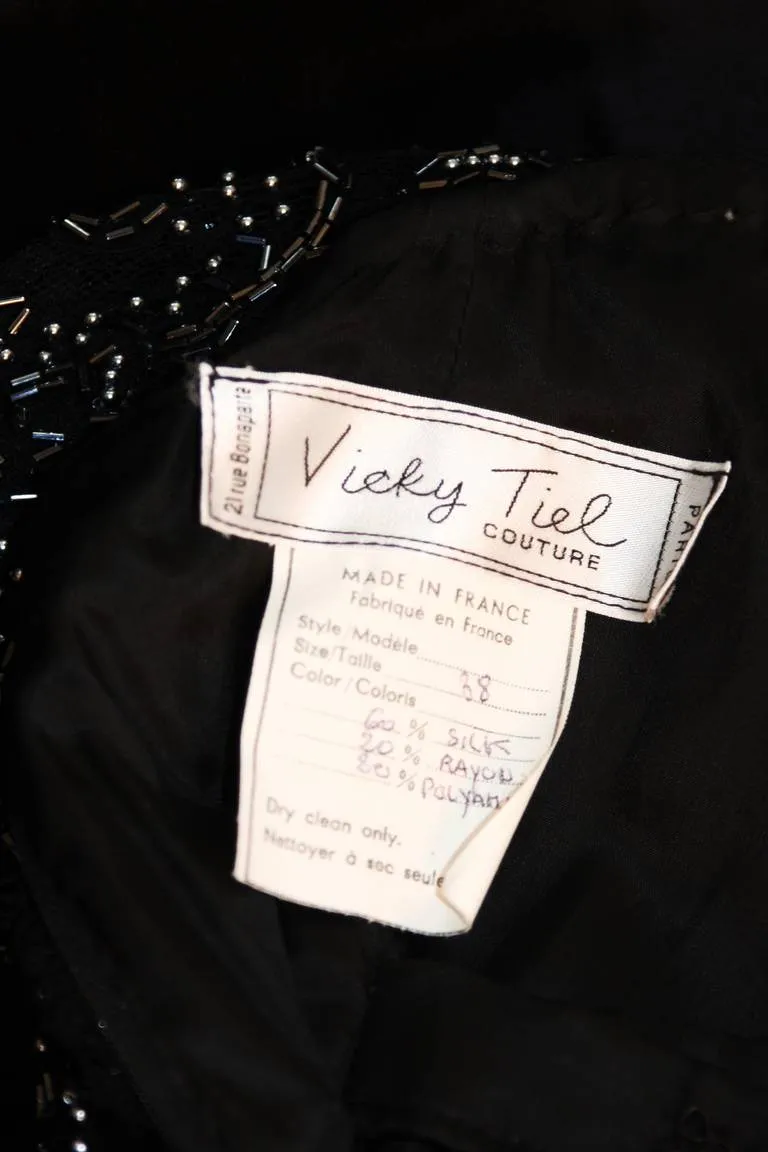 21 rue Bonaparte
Vicky Tiel
COUTURE
MADE IN FRANCE
Fabriqué en France
Style/Modèle
Size/Taille 38
Color/Coloris
60 % SILK
20 % RAYON
20 % POLYAM
Dry clean only.
Nettoyer à sec seule